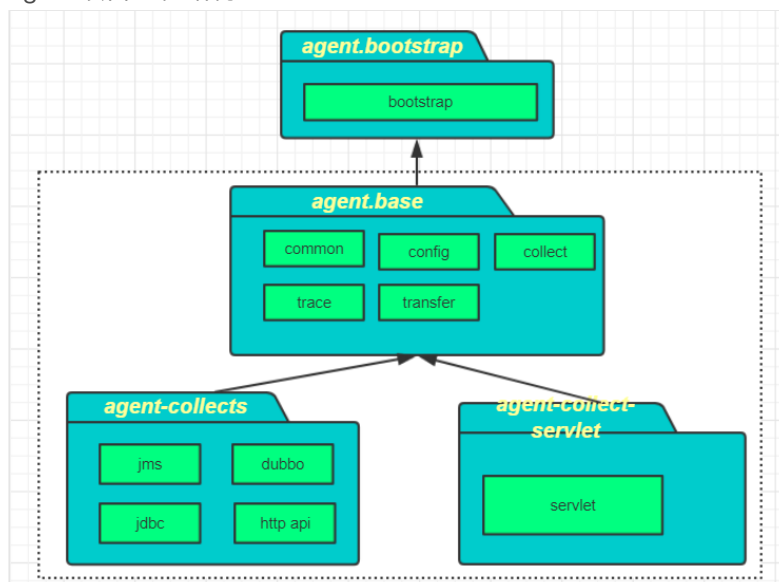 agent.bootstrap
bootstrap
agent.base
common
config
collect
trace
transfer
agent-collects
jms
dubbo
jdbc
http api
agent-collect-
servlet
servlet